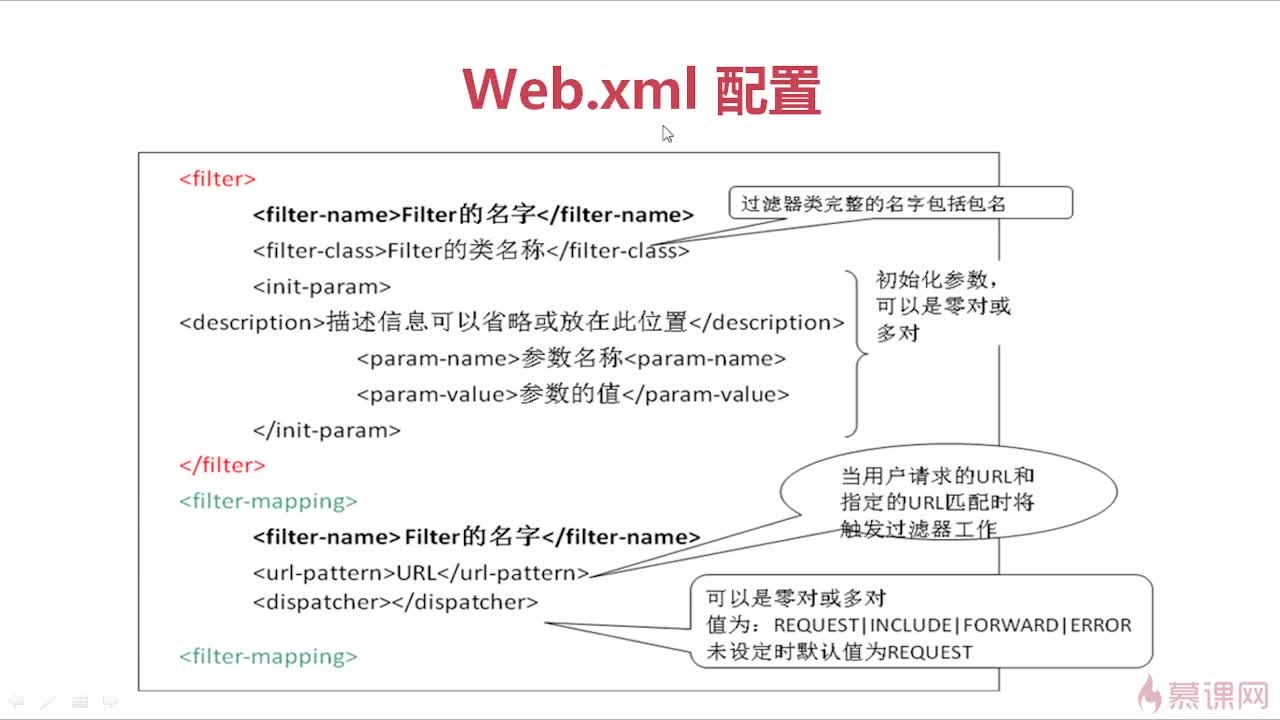 Web.xml 配置
<filter>
<filter-name>Filter的名字</filter-name>
过滤器类完整的名字包括包名
<filter-class>Filter的类名称</filter-class>
<init-param>
初始化参数，
可以是零对或
多对
<description>描述信息可以省略或放在此位置</description>
<param-name>参数名称<param-name>
<param-value>参数的值</param-value>
</init-param>
</filter>
<filter-mapping>
当用户请求的URL和
指定的URL匹配时将
触发过滤器工作
<filter-name>Filter的名字</filter-name>
<url-pattern>URL</url-pattern>
<dispatcher></dispatcher>
可以是零对或多对
值为：REQUEST|INCLUDE|FORWARD|ERROR
未设定时默认值为REQUEST
<filter-mapping>
慕课网